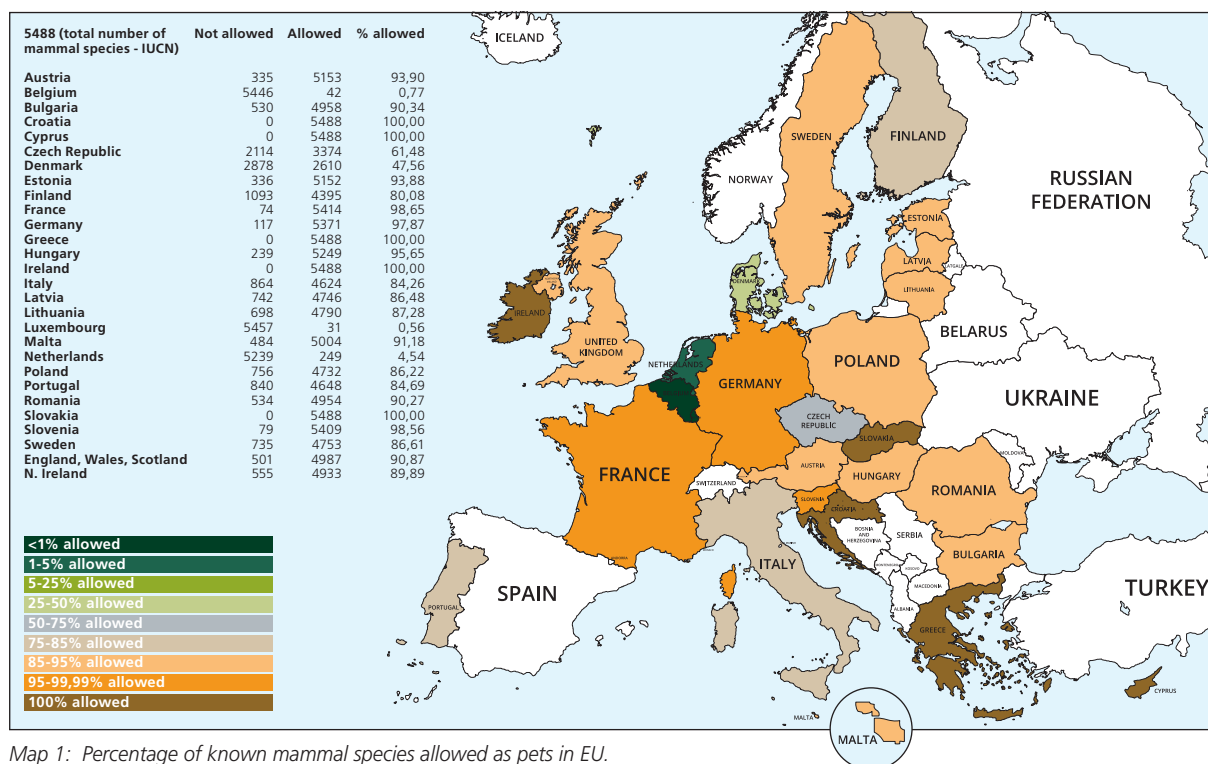 5488 (total number of mammal species - IUCN) Not allowed Allowed % allowed
Austria 335 5153 93,90
Belgium 5446 42 0,77
Bulgaria 530 4958 90,34
Croatia 0 5488 100,00
Cyprus 0 5488 100,00
Czech Republic 2114 3374 61,48
Denmark 2878 2610 47,56
Estonia 336 5152 93,88
Finland 1093 4395 80,08
France 74 5414 98,65
Germany 117 5371 97,87
Greece 0 5488 100,00
Hungary 239 5249 95,65
Ireland 0 5488 100,00
Italy 864 4624 84,26
Latvia 742 4746 86,48
Lithuania 698 4790 87,28
Luxembourg 5457 31 0,56
Malta 484 5004 91,18
Netherlands 5239 249 4,54
Poland 756 4732 86,22
Portugal 840 4648 84,69
Romania 534 4954 90,27
Slovakia 0 5488 100,00
Slovenia 79 5409 98,56
Sweden 735 4753 86,61
England, Wales, Scotland 501 4987 90,87
N. Ireland 555 4933 89,89
<1% allowed
1-5% allowed
5-25% allowed
25-50% allowed
50-75% allowed
75-85% allowed
85-95% allowed
95-99,99% allowed
100% allowed
ICELAND
SWEDEN
FINLAND
NORWAY
RUSSIAN
FEDERATION
ESTONIA
LATVJA
LATGALE
LITHUANIA
DENMARK
IRELAND
UNITED
KINGDOM
NETHERLANDS
BELARUS
POLAND
GERMANY
UKRAINE
CZECH
REPUBLIC
SLOVAKIA
MOLDOVA
FRANCE
SWITZERLAND
AUSTRIA
HUNGARY
ROMANIA
SLOVENIA
CROATIA
BOSNIA
AND
HERZEGOVINA
SERBIA
BULGARIA
ANDORRA
ITALY
MONTENEGRO
KOSOVO
MACEDONIA
ALBANIA
SPAIN
PORTUGAL
TURKEY
GREECE
CYPRUS
MALTA
MALTA
Map 1: Percentage of known mammal species allowed as pets in EU.